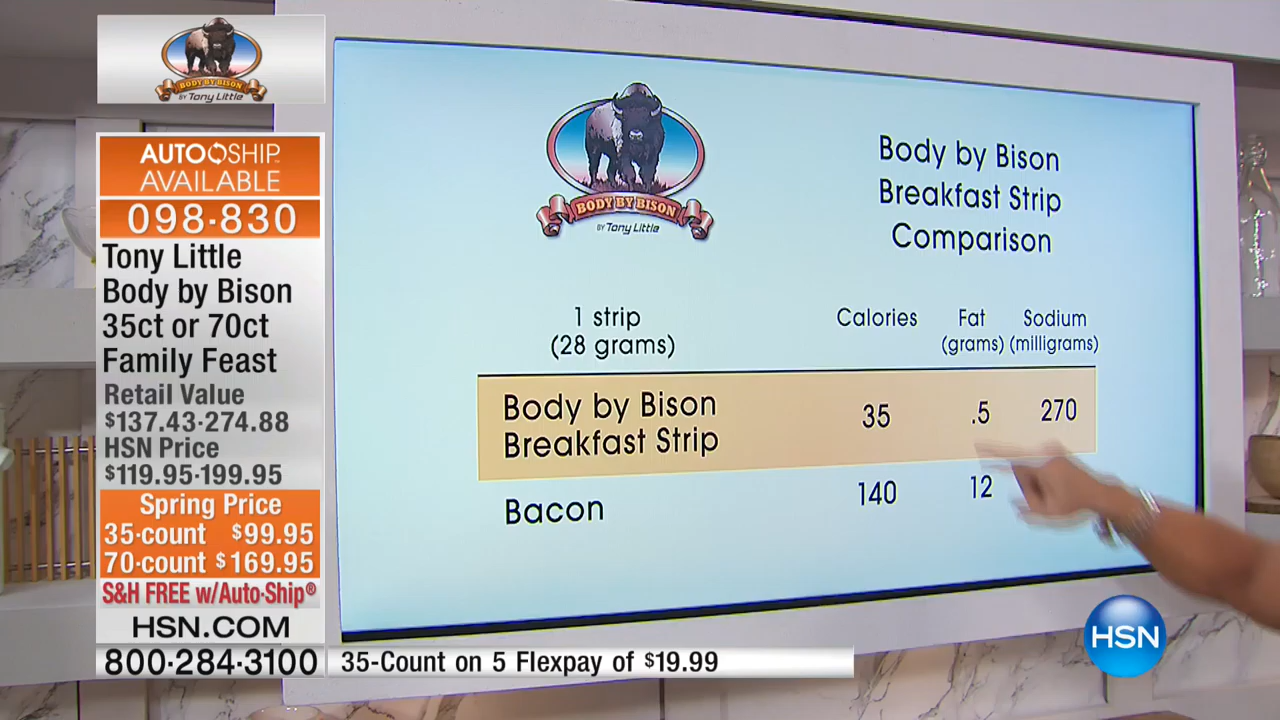 BODY BY BISON
BY Tony Little
AUTO SHIP
AVAILABLE
098-830
Tony Little
Body by Bison
35ct or 70ct
Family Feast
Retail Value
$137.43-274.88
HSN Price
$119.95-199.95
Spring Price
35-count $99.95
70-count $169.95
S&H FREE w/Auto-Ship®
HSN.COM
800-284-3100
35-Count on 5 Flexpay of $19.99
BODY BY BISON
BY Tony Little
Body by Bison
Breakfast Strip
Comparison
1 strip
(28 grams)
Calories
Fat
(grams)
Sodium
(milligrams)
Body by Bison
Breakfast Strip
35 .5 270
Bacon 140 12
HSN